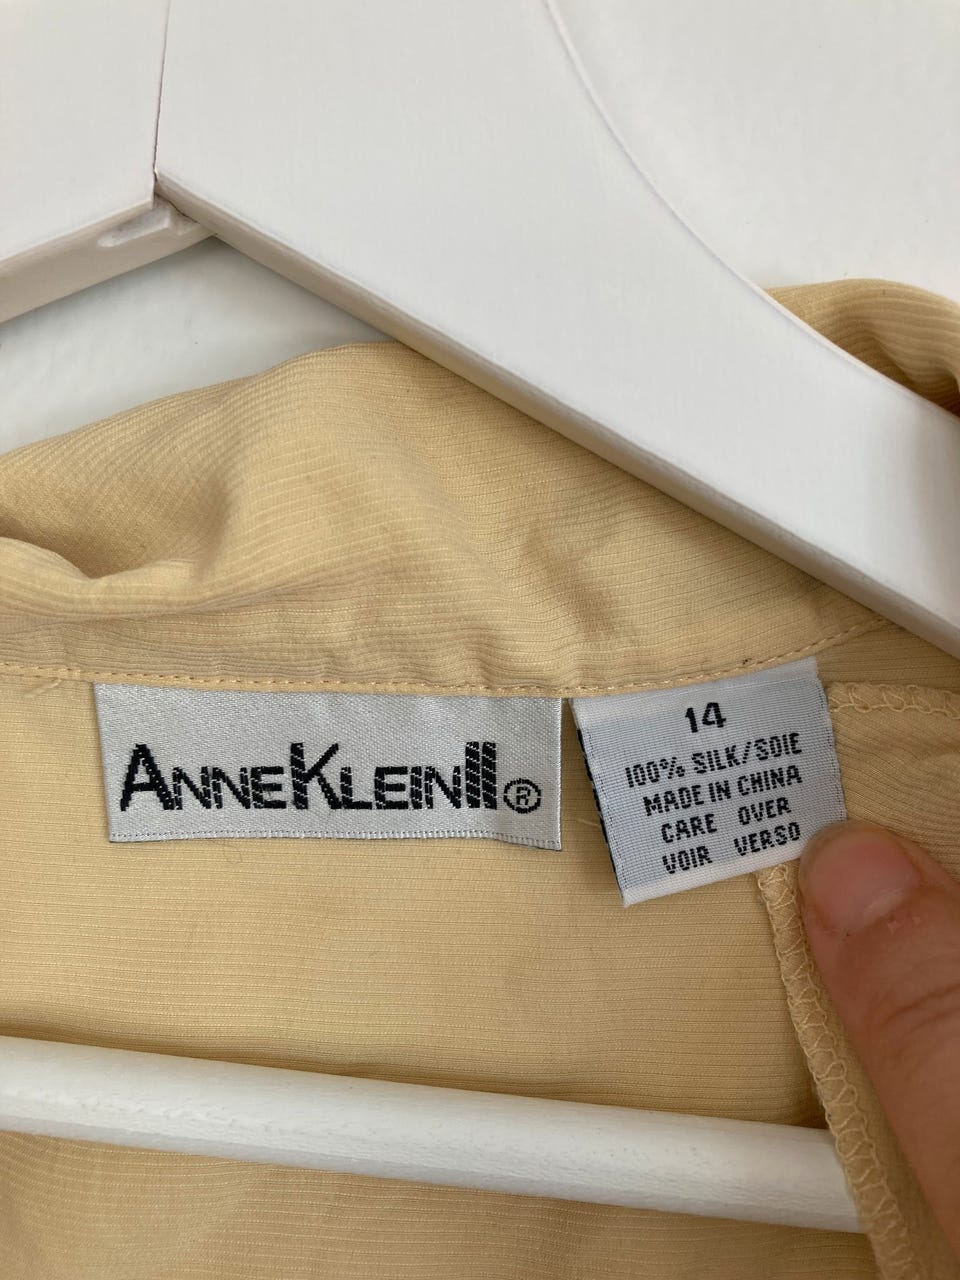 ANNEKLEINII®
14
100% SILK/SOIE
MADE IN CHINA
CARE OVER
VOIR VERSO